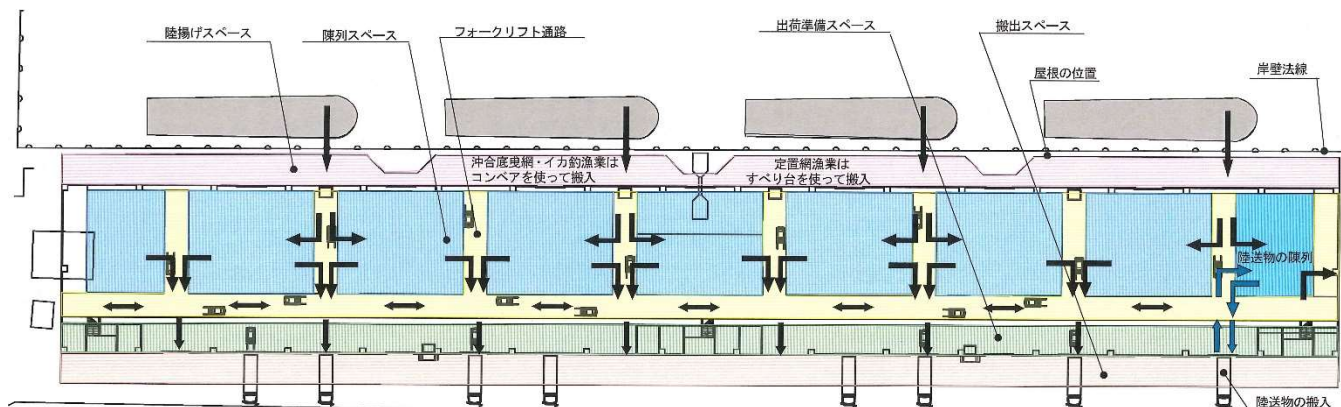 陸揚げスペース
陳列スペース
フォークリフト通路
出荷準備スペース
搬出スペース
屋根の位置
岸壁法線
沖合底曳網・イカ釣漁業は
コンベアを使って搬入
定置網漁業は
すべり台を使って搬入
陸送物の陳列
陸送物の搬入